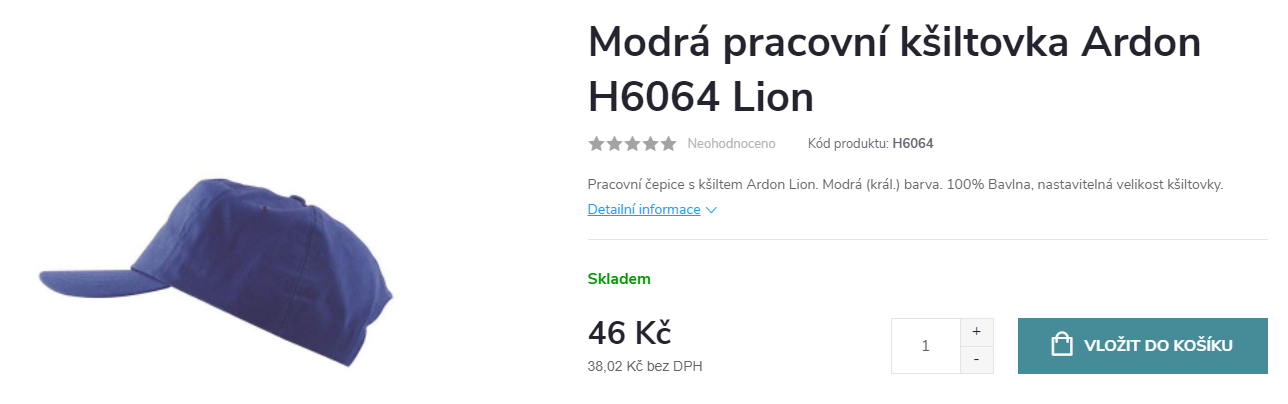 Modrá pracovní kšiltovka Ardon
H6064 Lion
Neohodnoceno Kód produktu: H6064
Pracovní čepice s kšiltem Ardon Lion. Modrá (král.) barva. 100% Bavlna, nastavitelná velikost kšiltovky.
Detailní informace
Skladem
46 Kč
38,02 Kč bez DPH
1
+
-
VLOŽIT DO KOŠÍKU